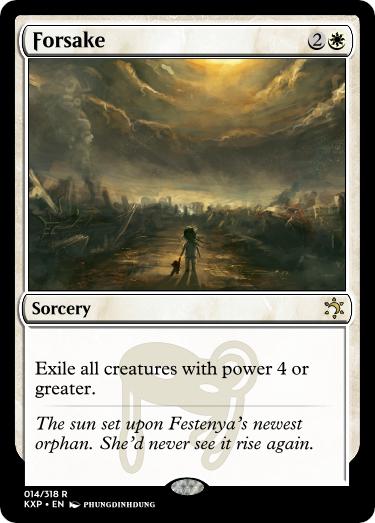 Forsake 2
Sorcery
Exile all creatures with power 4 or
greater.
The sun set upon Festenya's newest
orphan. She'd never see it rise again.
014/318 R
KXP • EN PHUNGDINHDUNG